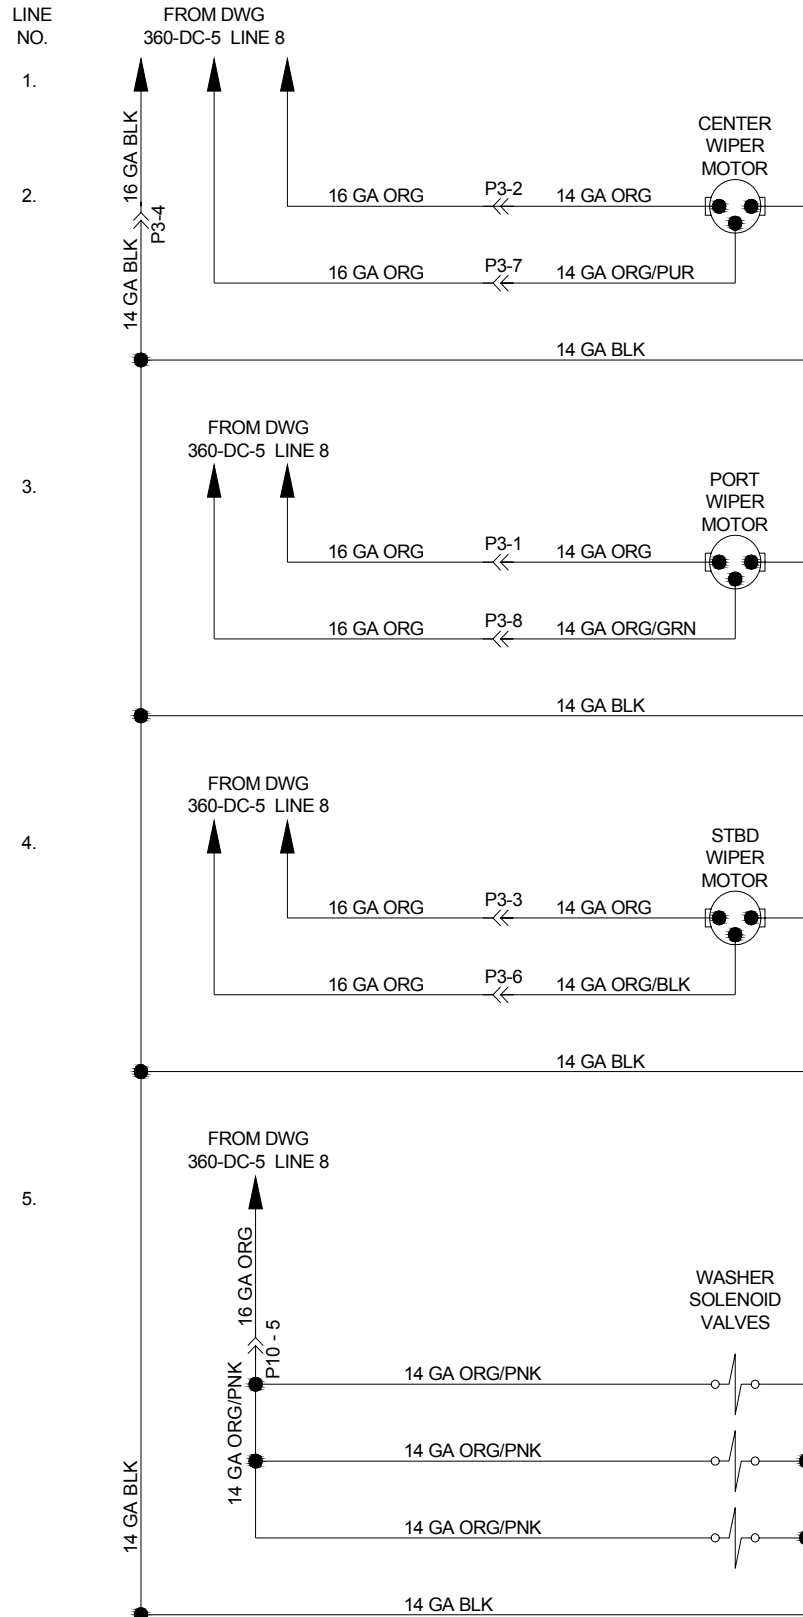 LINE
NO.
FROM DWG
360-DC-5 LINE 8
1.
16 GA BLK
CENTER
WIPER
MOTOR
2.
16 GA ORG
P3-2
14 GA ORG
P3-4
14 GA BLK
16 GA ORG
P3-7
14 GA ORG/PUR
14 GA BLK
FROM DWG
360-DC-5 LINE 8
3.
PORT
WIPER
MOTOR
16 GA ORG
P3-1
14 GA ORG
16 GA ORG
P3-8
14 GA ORG/GRN
14 GA BLK
FROM DWG
360-DC-5 LINE 8
4.
STBD
WIPER
MOTOR
16 GA ORG
P3-3
14 GA ORG
16 GA ORG
P3-6
14 GA ORG/BLK
14 GA BLK
FROM DWG
360-DC-5 LINE 8
5.
16 GA ORG
WASHER
SOLENOID
VALVES
P10 - 5
14 GA ORG/PNK
14 GA ORG/PNK
14 GA ORG/PNK
14 GA ORG/PNK
14 GA BLK
14 GA BLK